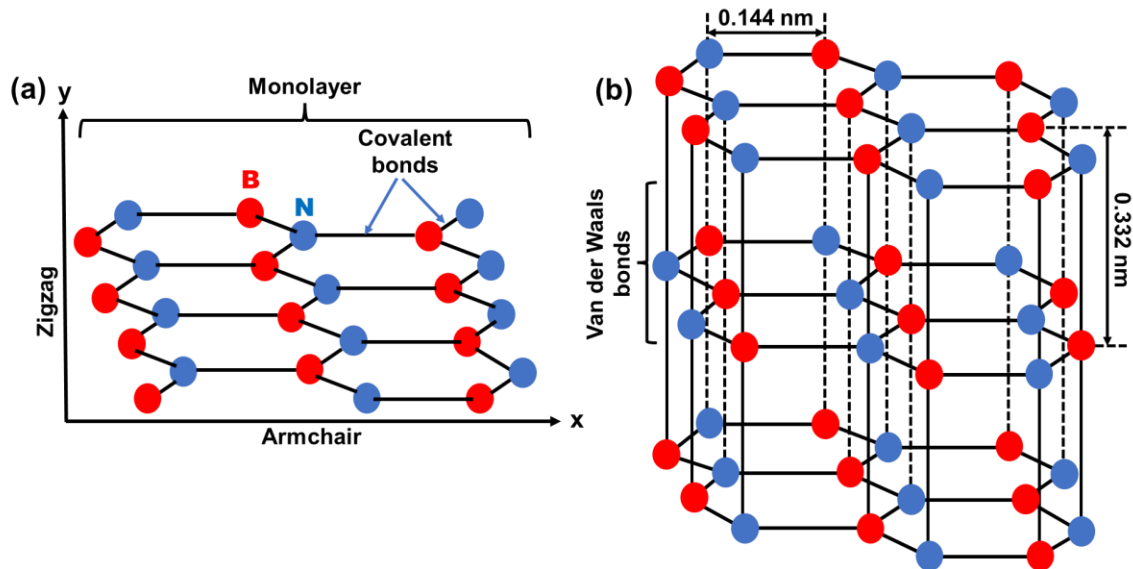 (a)
y
Monolayer
Covalent
bonds
B
N
Zigzag
Armchair
x
(b)
0.144 nm
Van der Waals
bonds
0.332 nm